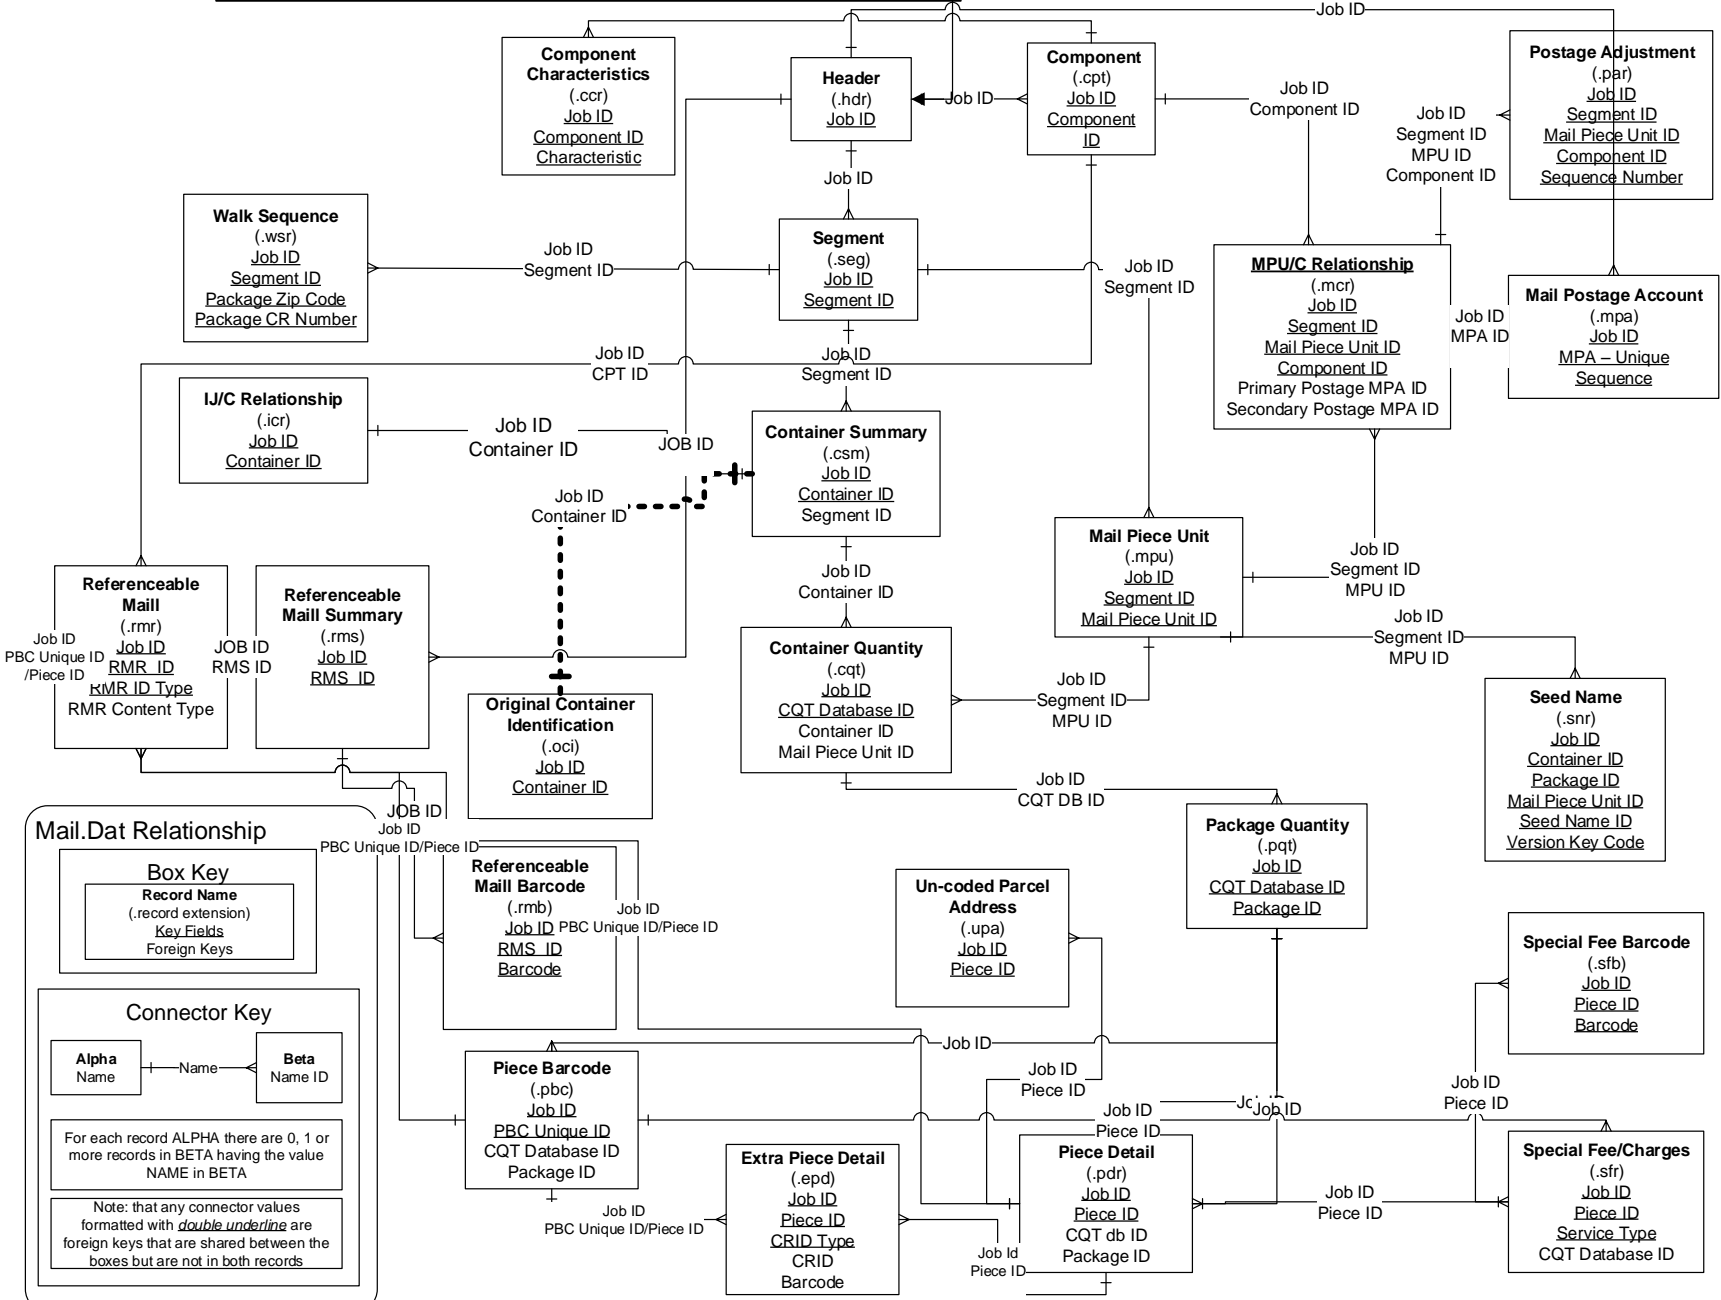 Job ID
Component
Characteristics
(.ccr)
Job ID
Component ID
Characteristic
Header
(.hdr)
Job ID
Job ID
Component
(.cpt)
Job ID
Component
ID
Job ID
Component ID
Postage Adjustment
(.par)
Job ID
Segment ID
Mail Piece Unit ID
Component ID
Sequence Number
Job ID
Segment ID
MPU ID
Component ID
Job ID
Walk Sequence
(.wsr)
Job ID
Segment ID
Package Zip Code
Package CR Number
Job ID
Segment ID
Segment
(.seg)
Job ID
Segment ID
Job ID
Segment ID
MPU/C Relationship
(.mcr)
Job ID
Segment ID
Mail Piece Unit ID
Component ID
Primary Postage MPA ID
Secondary Postage MPA ID
Job ID
MPA ID
Mail Postage Account
(.mpa)
Job ID
MPA – Unique
Sequence
Job ID
CPT ID
Job ID
Segment ID
IJ/C Relationship
(.icr)
Job ID
Container ID
Job ID
Container ID
JOB ID
Container Summary
(.csm)
Job ID
Container ID
Segment ID
Job ID
Container ID
Job ID
Container ID
Mail Piece Unit
(.mpu)
Job ID
Segment ID
Mail Piece Unit ID
Job ID
Segment ID
MPU ID
Job ID
Segment ID
MPU ID
Referenceable
Maill
(.rmr)
Job ID
RMR ID
RMR ID Type
RMR Content Type
Job ID
PBC Unique ID
/Piece ID
JOB ID
RMS ID
Referenceable
Maill Summary
(.rms)
Job ID
RMS ID
Original Container
Identification
(.oci)
Job ID
Container ID
Container Quantity
(.cqt)
Job ID
CQT Database ID
Container ID
Mail Piece Unit ID
Job ID
Segment ID
MPU ID
Seed Name
(.snr)
Job ID
Container ID
Package ID
Mail Piece Unit ID
Seed Name ID
Version Key Code
Job ID
CQT DB ID
Package Quantity
(.pqt)
Job ID
CQT Database ID
Package ID
JOB ID
Job ID
PBC Unique ID/Piece ID
Mail.Dat Relationship
Box Key
Record Name
(.record extension)
Key Fields
Foreign Keys
Connector Key
Alpha
Name
Name
Beta
Name ID
For each record ALPHA there are 0, 1 or
more records in BETA having the value
NAME in BETA
Note: that any connector values
formatted with double underline are
foreign keys that are shared between the
boxes but are not in both records
Referenceable
Maill Barcode
(.rmb)
Job ID
RMS ID
Barcode
Job ID
PBC Unique ID/Piece ID
Un-coded Parcel
Address
(.upa)
Job ID
Piece ID
Special Fee Barcode
(.sfb)
Job ID
Piece ID
Barcode
Job ID
Piece Barcode
(.pbc)
Job ID
PBC Unique ID
CQT Database ID
Package ID
Job ID
Piece ID
Job ID
Job ID
Piece ID
Job ID
Piece ID
Job ID
PBC Unique ID/Piece ID
Extra Piece Detail
(.epd)
Job ID
Piece ID
CRID Type
CRID
Barcode
Job Id
Piece ID
Piece Detail
(.pdr)
Job ID
Piece ID
CQT db ID
Package ID
Job ID
Piece ID
Special Fee/Charges
(.sfr)
Job ID
Piece ID
Service Type
CQT Database ID